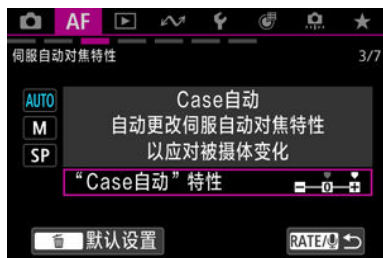 AF
伺服自动对焦特性
3/7
AUTO
M
SP
Case自动
自动更改伺服自动对焦特性
以应对被摄体变化
“Case自动”特性
0
默认设置
RATE/